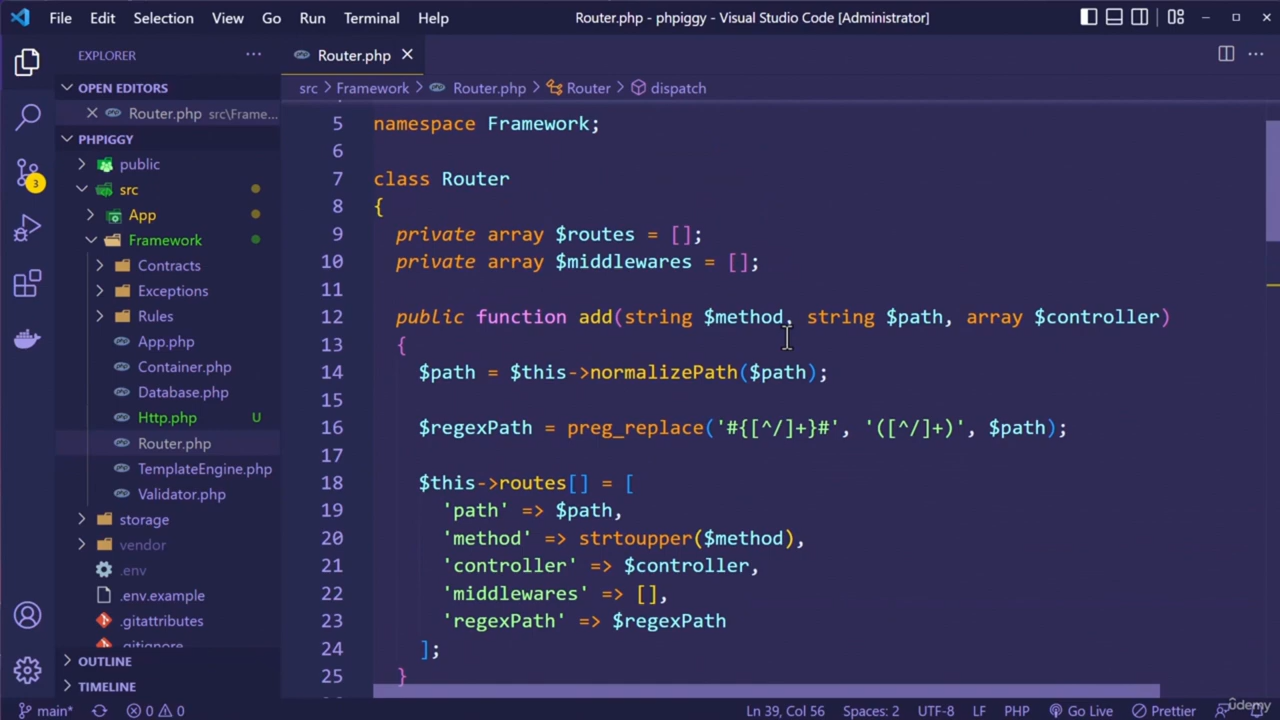 File Edit Selection View Go Run Terminal Help
Router.php - phpiggy - Visual Studio Code [Administrator]
EXPLORER
Router.php
OPEN EDITORS
src > Framework > Router.php > Router > dispatch
Router.php src\Frame...
PHPIGGY
public
src
App
Framework
Contracts
Exceptions
Rules
App.php
Container.php
Database.php
Http.php U
Router.php
TemplateEngine.php
Validator.php
storage
vendor
.env
.env.example
.gitattributes
.gitignore
OUTLINE
TIMELINE
3
5 namespace Framework;
6
7 class Router
8 {
9 private array $routes = [];
10 private array $middlewares = [];
11
12 public function add(string $method, string $path, array $controller)
13 {
14 $path = $this->normalizePath($path);
15
16 $regexPath = preg_replace('#{[^/]+}#', '([^/]+)', $path);
17
18 $this->routes[] = [
19 'path' => $path,
20 'method' => strtoupper($method),
21 'controller' => $controller,
22 'middlewares' => [],
23 'regexPath' => $regexPath
24 ];
25 }
main* 0 0 Ln 39, Col 56 Spaces: 2 UTF-8 LF PHP Go Live Prettier
ûdemy